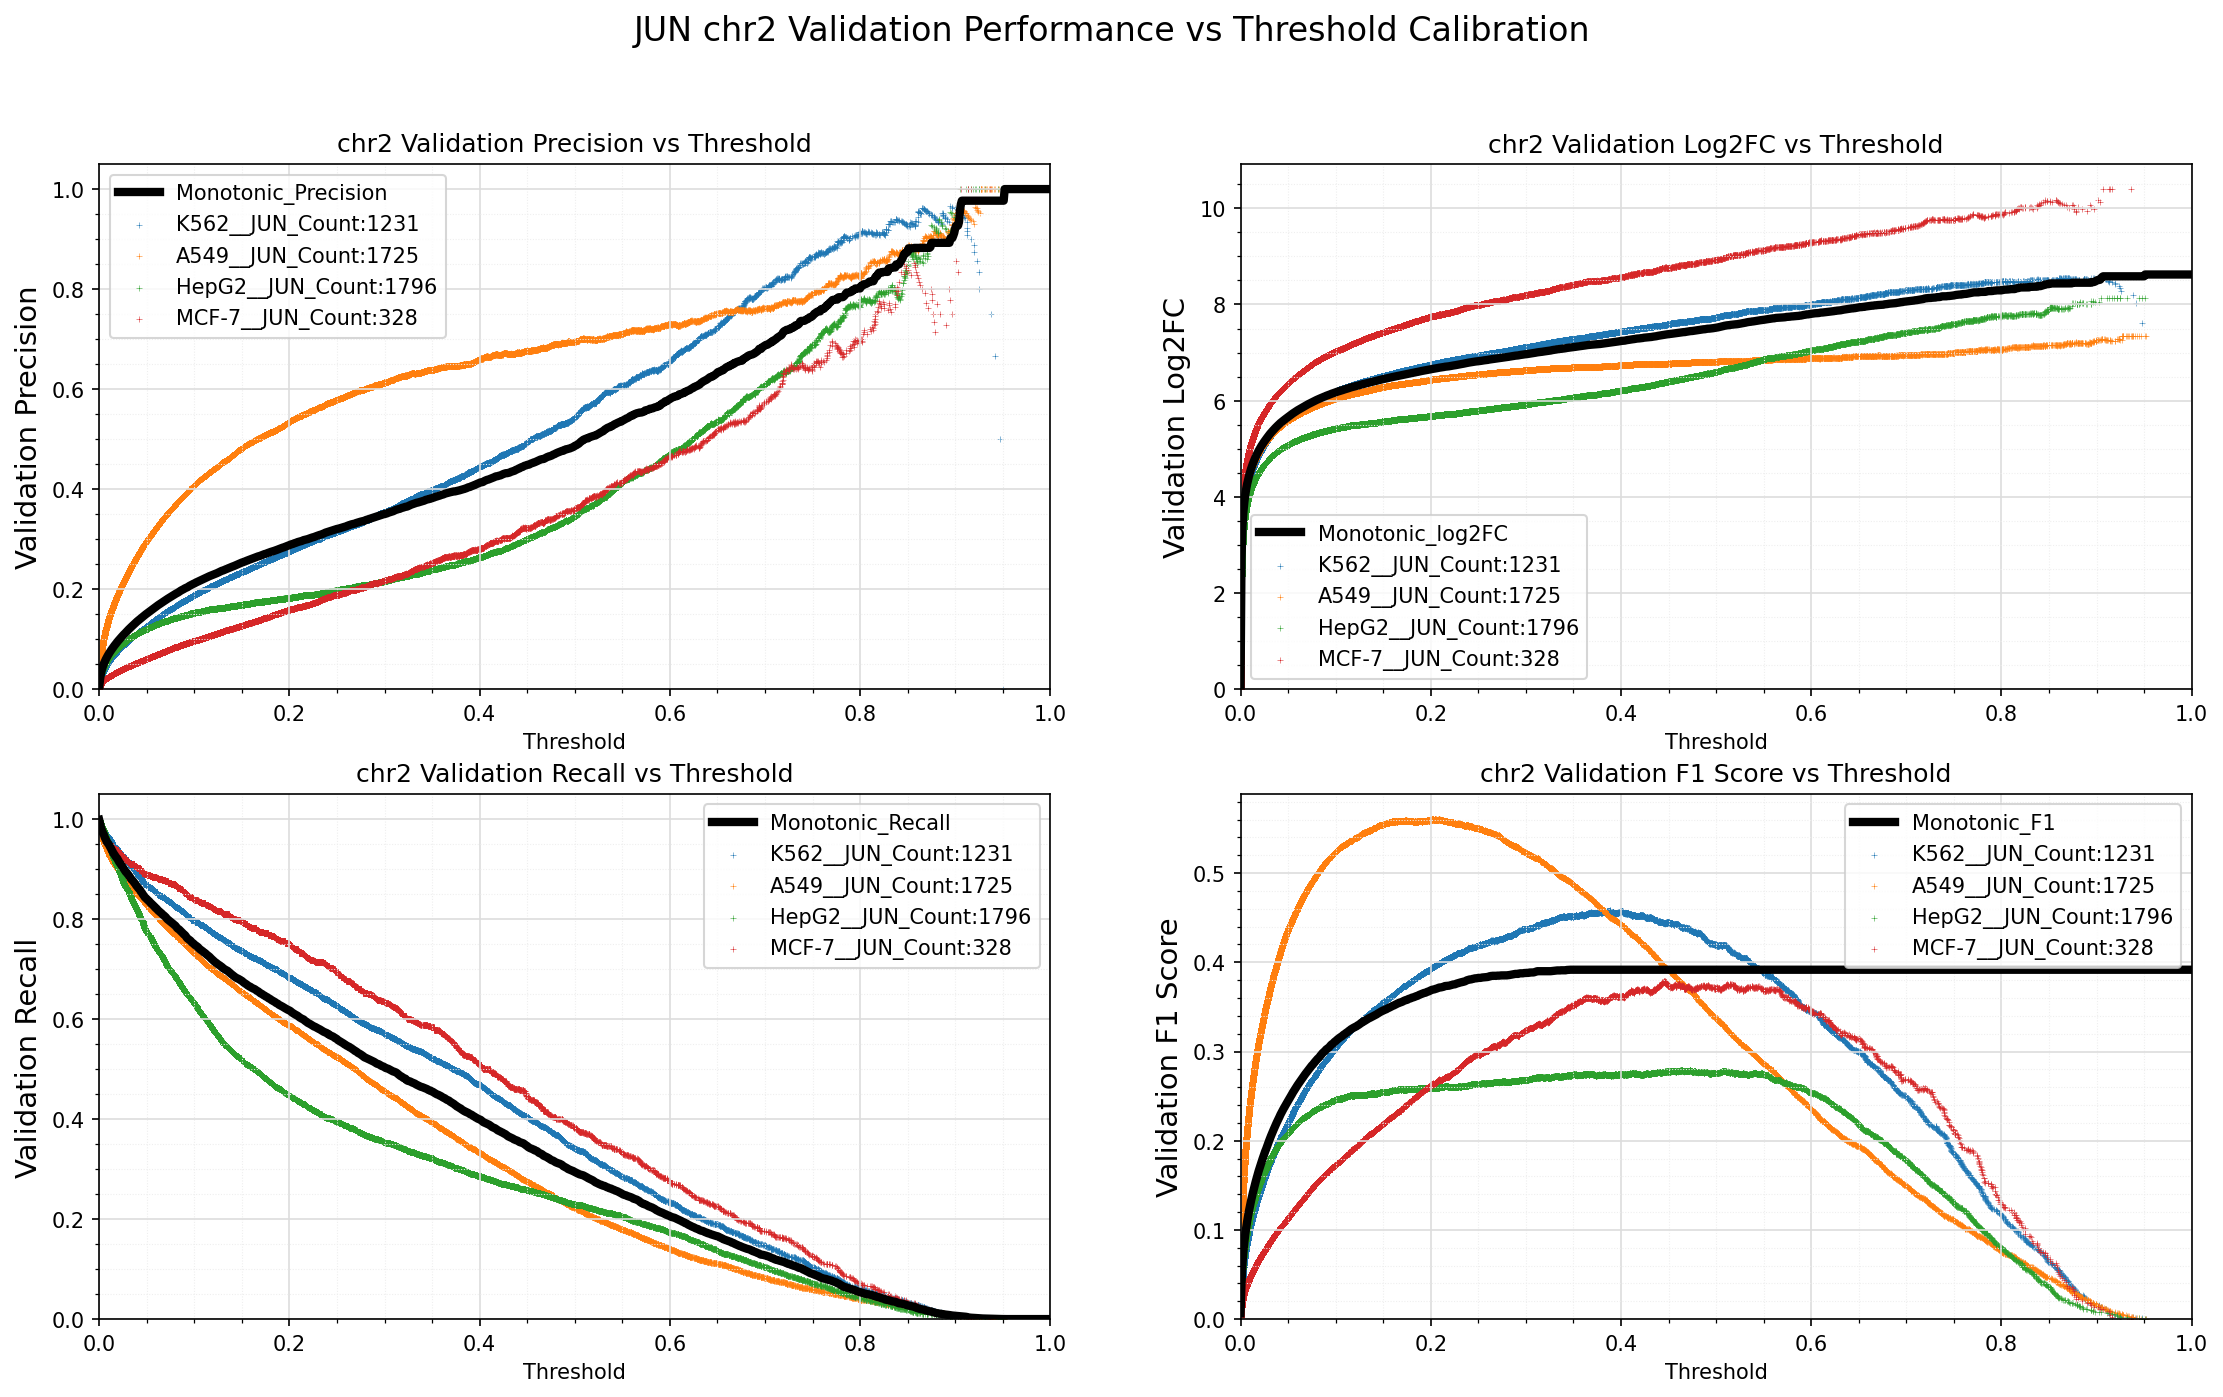 JUN chr2 Validation Performance vs Threshold Calibration
chr2 Validation Precision vs Threshold
Validation Precision
1.0
0.8
0.6
0.4
0.2
0.0
Monotonic_Precision
K562__JUN_Count:1231
A549__JUN_Count:1725
HepG2__JUN_Count:1796
MCF-7__JUN_Count:328
0.0 0.2 0.4 0.6 0.8 1.0
Threshold
chr2 Validation Log2FC vs Threshold
Validation Log2FC
10
8
6
4
2
0
Monotonic_log2FC
K562__JUN_Count:1231
A549__JUN_Count:1725
HepG2__JUN_Count:1796
MCF-7__JUN_Count:328
0.0 0.2 0.4 0.6 0.8 1.0
Threshold
chr2 Validation Recall vs Threshold
Validation Recall
1.0
0.8
0.6
0.4
0.2
0.0
Monotonic_Recall
K562__JUN_Count:1231
A549__JUN_Count:1725
HepG2__JUN_Count:1796
MCF-7__JUN_Count:328
0.0 0.2 0.4 0.6 0.8 1.0
Threshold
chr2 Validation F1 Score vs Threshold
Validation F1 Score
0.5
0.4
0.3
0.2
0.1
0.0
Monotonic_F1
K562__JUN_Count:1231
A549__JUN_Count:1725
HepG2__JUN_Count:1796
MCF-7__JUN_Count:328
0.0 0.2 0.4 0.6 0.8 1.0
Threshold